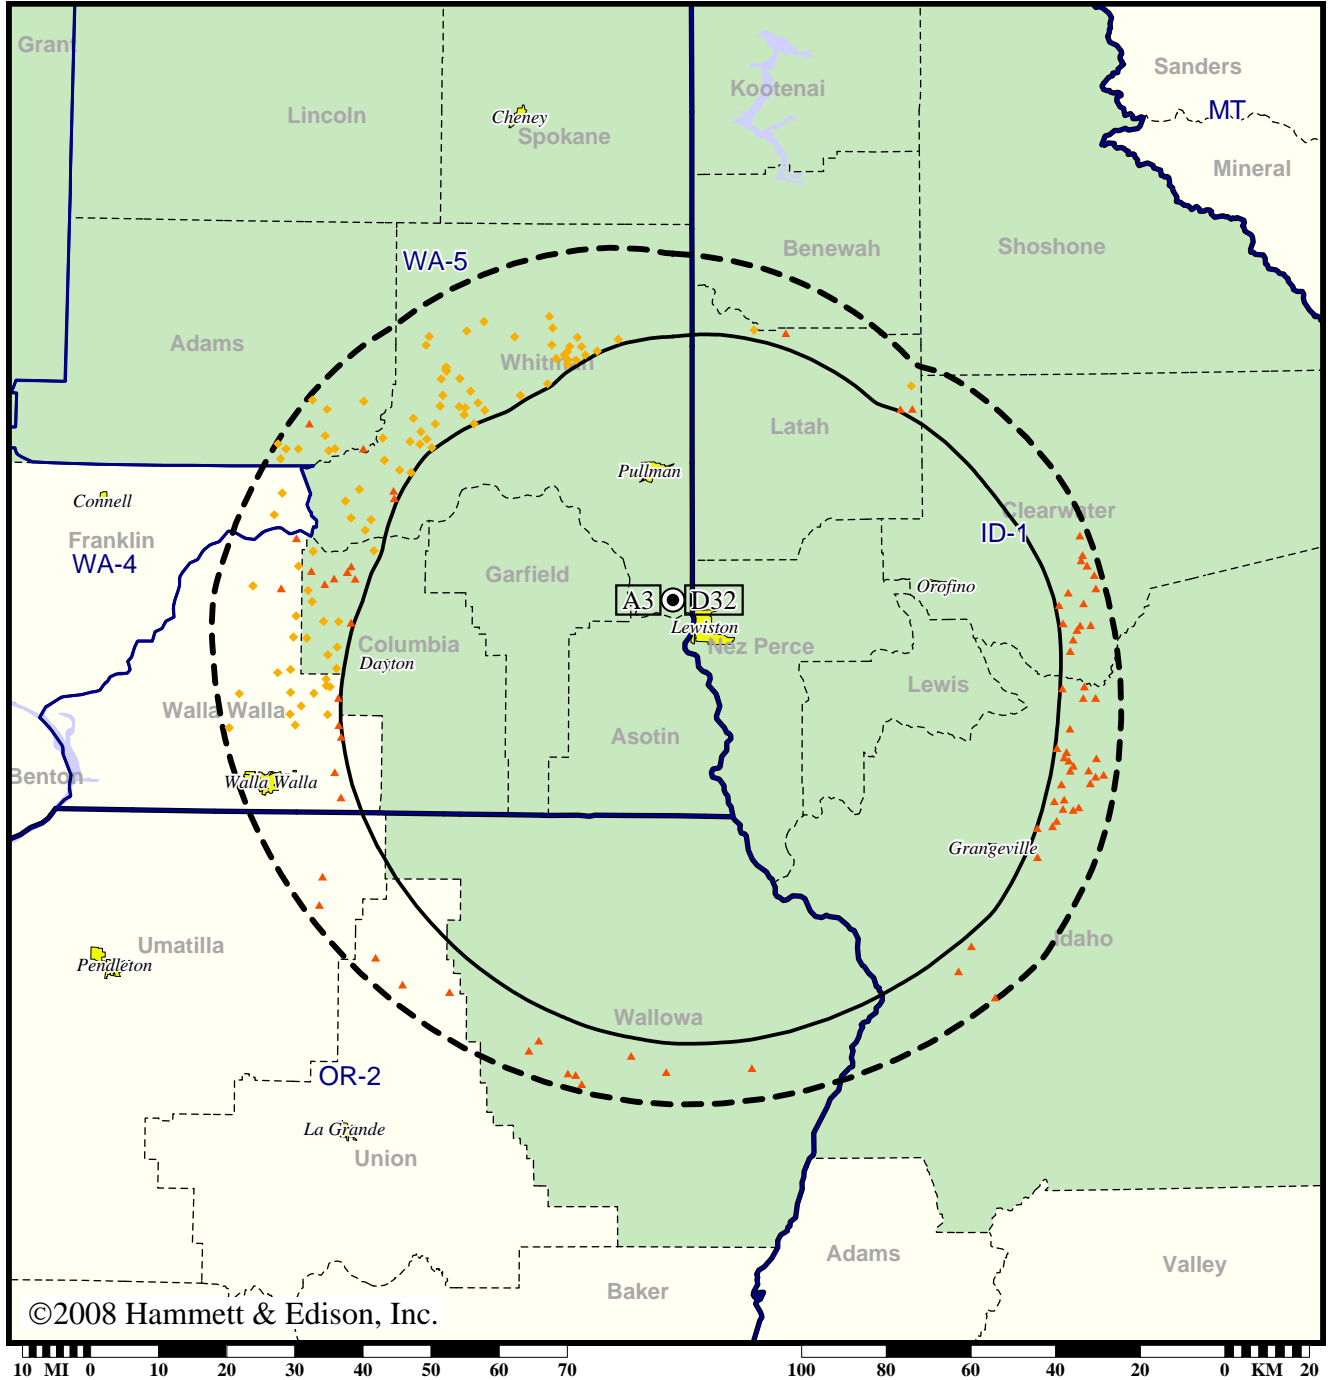 Grant
Sanders
Kootenai
MT
Lincoln
Cheney
Spokane
Mineral
Benewah
Shoshone
WA-5
Adams
Whitman
Latah
Pullman
Connell
Clearwater
Franklin
ID-1
WA-4
Garfield
Orofino
A3
D32
Lewiston
Columbia
Nez Perce
Dayton
Lewis
Walla Walla
Asotin
Benton
Walla Walla
Grangeville
Umatilla
Idaho
Pendleton
Wallowa
OR-2
La Grande
Union
Adams
Valley
Baker
©2008 Hammett & Edison, Inc.
10 MI 0 10 20 30 40 50 60 70 100 80 60 40 20 0 KM 20